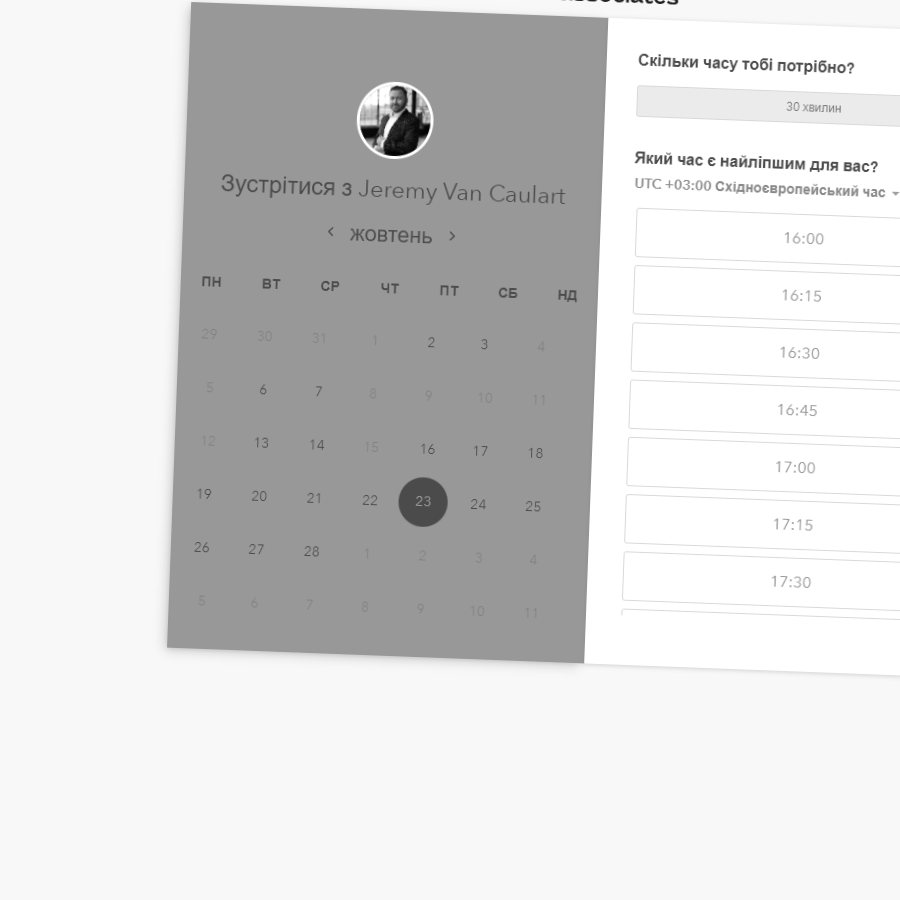 Зустрітися з Jeremy Van Caulart
жовтень
ПН ВТ СР ЧТ ПТ СБ НД
29 30 31 1 2 3 4
5 6 7 8 9 10 11
12 13 14 15 16 17 18
19 20 21 22 23 24 25
26 27 28 1 2 3 4
5 6 7 8 9 10 11
Скільки часу тобі потрібно?
30 хвилин
Який час є найліпшим для вас?
UTC +03:00 Східноєвропейський час
16:00
16:15
16:30
16:45
17:00
17:15
17:30